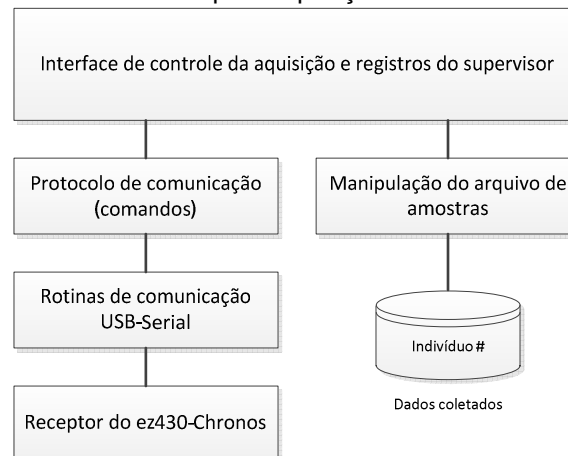 Interface de controle da aquisição e registros do supervisor
Protocolo de comunicação
(comandos)
Manipulação do arquivo de
amostras
Rotinas de comunicação
USB-Serial
Indivíduo #
Receptor do ez430-Chronos
Dados coletados